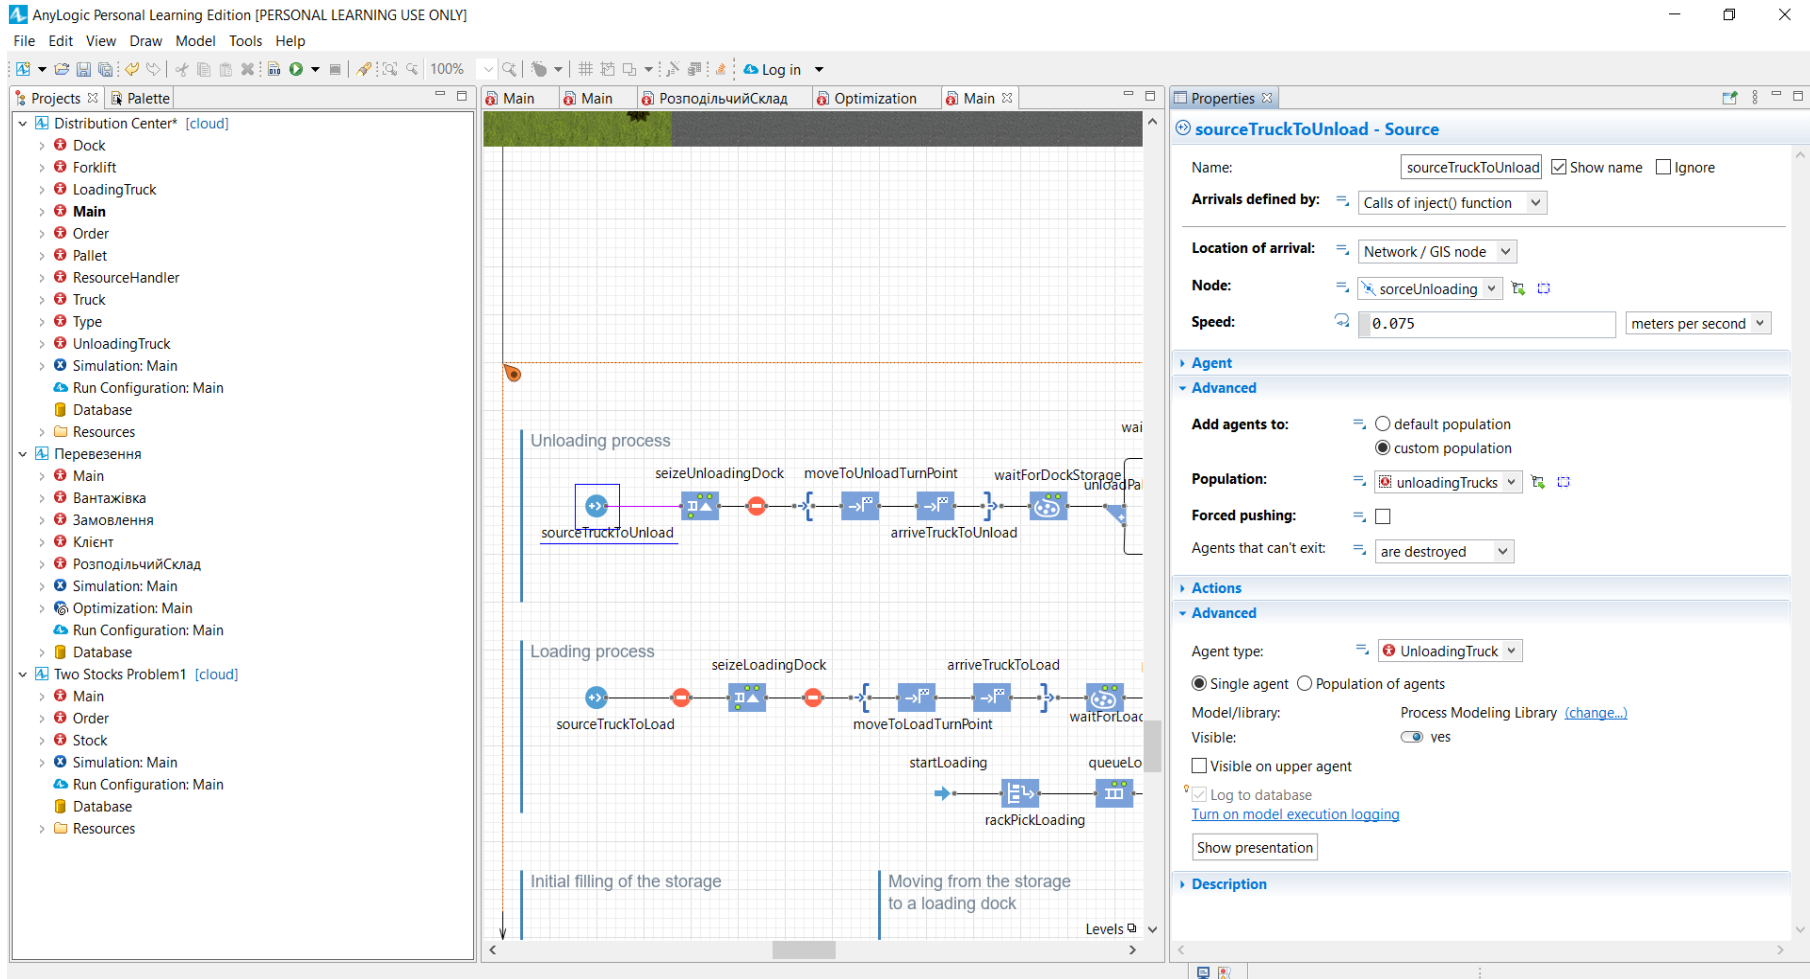 AnyLogic Personal Learning Edition [PERSONAL LEARNING USE ONLY]
File Edit View Draw Model Tools Help
100%
Log in
Projects
Palette
Distribution Center* [cloud]
Dock
Forklift
LoadingTruck
Main
Order
Pallet
ResourceHandler
Truck
Type
UnloadingTruck
Simulation: Main
Run Configuration: Main
Database
Resources
Перевезення
Main
Вантажівка
Замовлення
Клієнт
РозподільчийСклад
Simulation: Main
Optimization: Main
Run Configuration: Main
Database
Two Stocks Problem1 [cloud]
Main
Order
Stock
Simulation: Main
Run Configuration: Main
Database
Resources
Main
Main
РозподільчийСклад
Optimization
Main
Unloading process
wai
seizeUnloadingDock
moveToUnloadTurnPoint
waitForDockStorage
unloadPa
sourceTruckToUnload
arriveTruckToUnload
Loading process
seizeLoadingDock
arriveTruckToLoad
sourceTruckToLoad
moveToLoadTurnPoint
waitForLoad
startLoading
queueLo
rackPickLoading
Initial filling of the storage
Moving from the storage
to a loading dock
Levels
Properties
sourceTruckToUnload - Source
Name: sourceTruckToUnload Show name Ignore
Arrivals defined by: Calls of inject() function
Location of arrival: Network / GIS node
Node: sorceUnloading
Speed: 0.075 meters per second
Agent
Advanced
Add agents to: default population
custom population
Population: unloadingTrucks
Forced pushing:
Agents that can't exit: are destroyed
Actions
Advanced
Agent type: UnloadingTruck
Single agent Population of agents
Model/library: Process Modeling Library (change...)
Visible: yes
Visible on upper agent
Log to database
Turn on model execution logging
Show presentation
Description